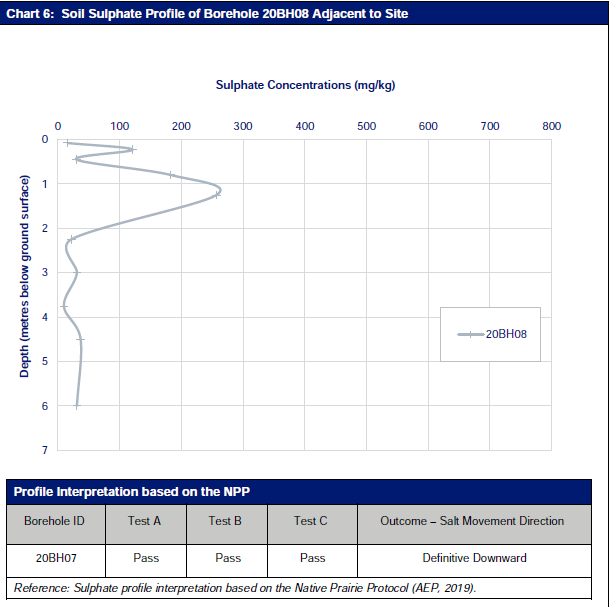 Chart 6: Soil Sulphate Profile of Borehole 20BH08 Adjacent to Site
Sulphate Concentrations (mg/kg)
0 100 200 300 400 500 600 700 800
Depth (metres below ground surface)
0
1
2
3
4
5
6
7
20BH08
Profile Interpretation based on the NPP
Borehole ID Test A Test B Test C Outcome – Salt Movement Direction
20BH07 Pass Pass Pass Definitive Downward
Reference: Sulphate profile interpretation based on the Native Prairie Protocol (AEP, 2019).